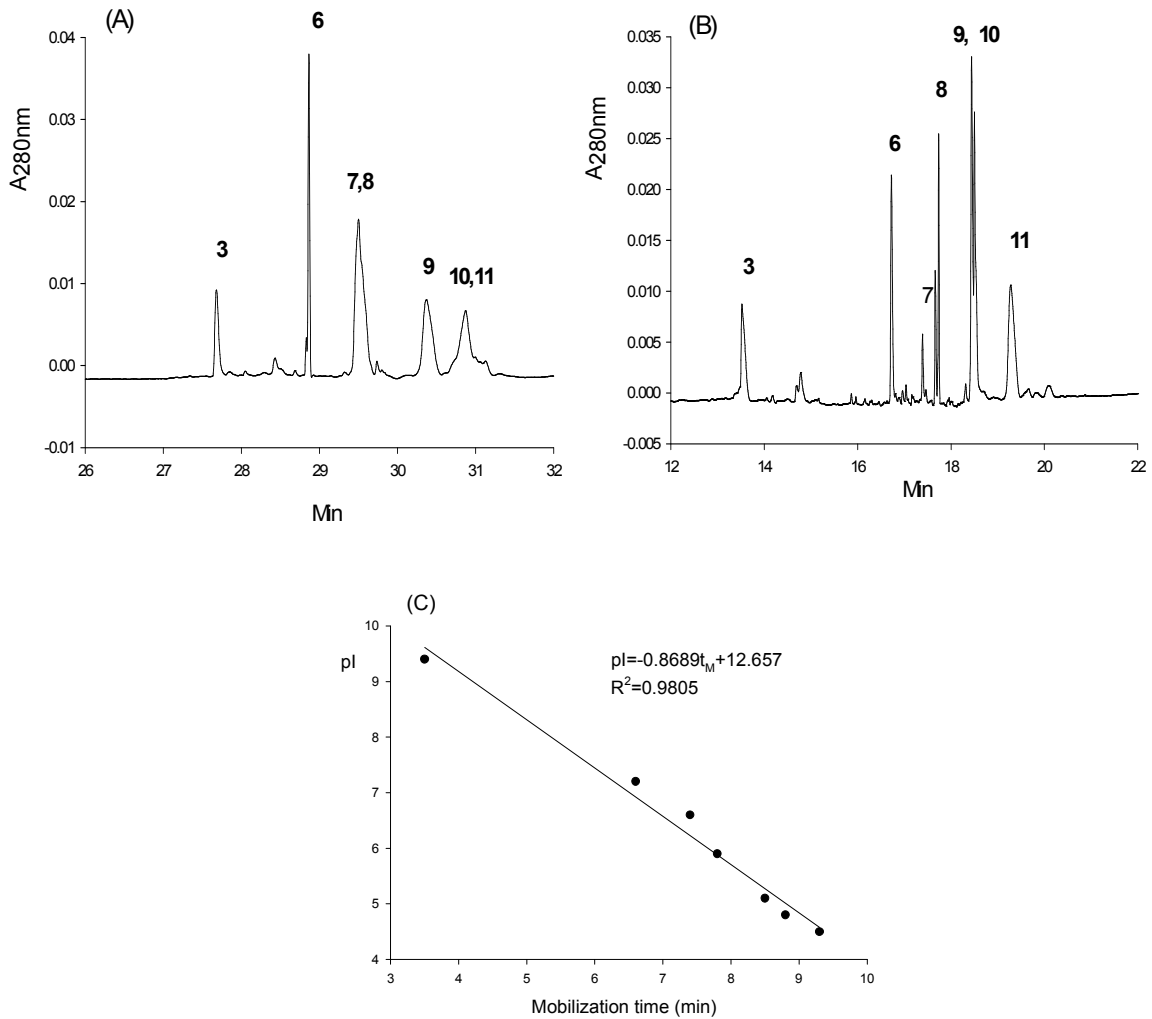 (A)
6
0.04
0.03
0.02
0.01
0.00
-0.01
A280nm
3
7,8
9
10,11
26 27 28 29 30 31 32
Min
(B)
9, 10
0.035
0.030
0.025
0.020
0.015
0.010
0.005
0.000
-0.005
A280nm
8
6
3
7
11
12 14 16 18 20 22
Min
(C)
10
9
8
7
6
5
4
pI
pI=-0.8689tM+12.657
R2=0.9805
3 4 5 6 7 8 9 10
Mobilization time (min)